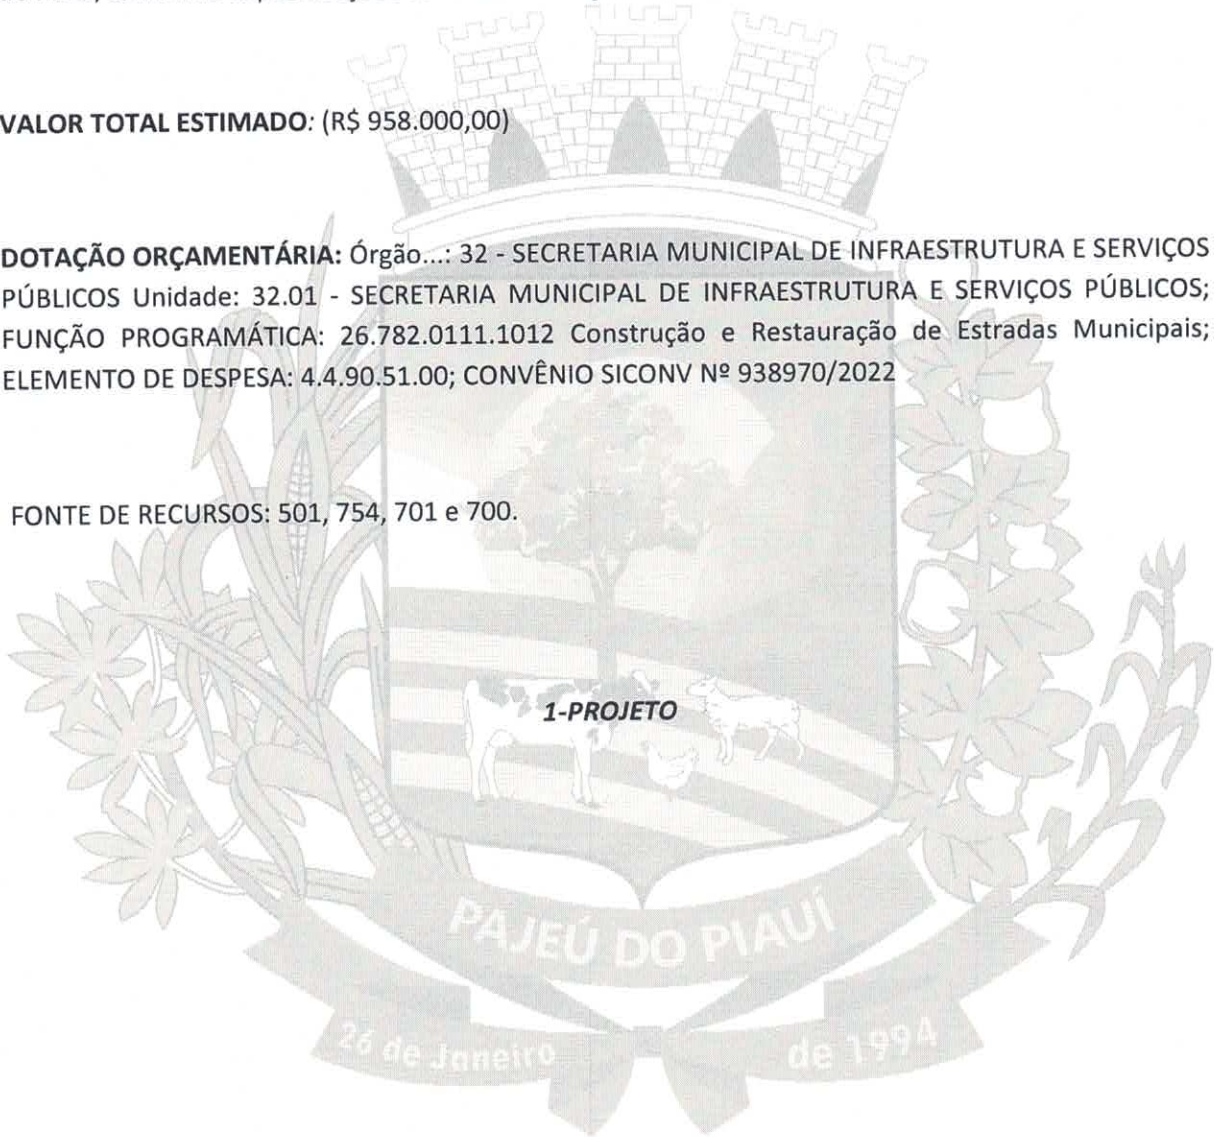 VALOR TOTAL ESTIMADO: (R$ 958.000,00)
DOTAÇÃO ORÇAMENTÁRIA: Órgão...: 32 - SECRETARIA MUNICIPAL DE INFRAESTRUTURA E SERVIÇOS
PÚBLICOS Unidade: 32.01 - SECRETARIA MUNICIPAL DE INFRAESTRUTURA E SERVIÇOS PÚBLICOS;
FUNÇÃO PROGRAMÁTICA: 26.782.0111.1012 Construção e Restauração de Estradas Municipais;
ELEMENTO DE DESPESA: 4.4.90.51.00; CONVÊNIO SICONV Nº 938970/2022
FONTE DE RECURSOS: 501, 754, 701 e 700.
1-PROJETO
PAJEÚ DO PIAUÍ
26 de Janeiro de 1994